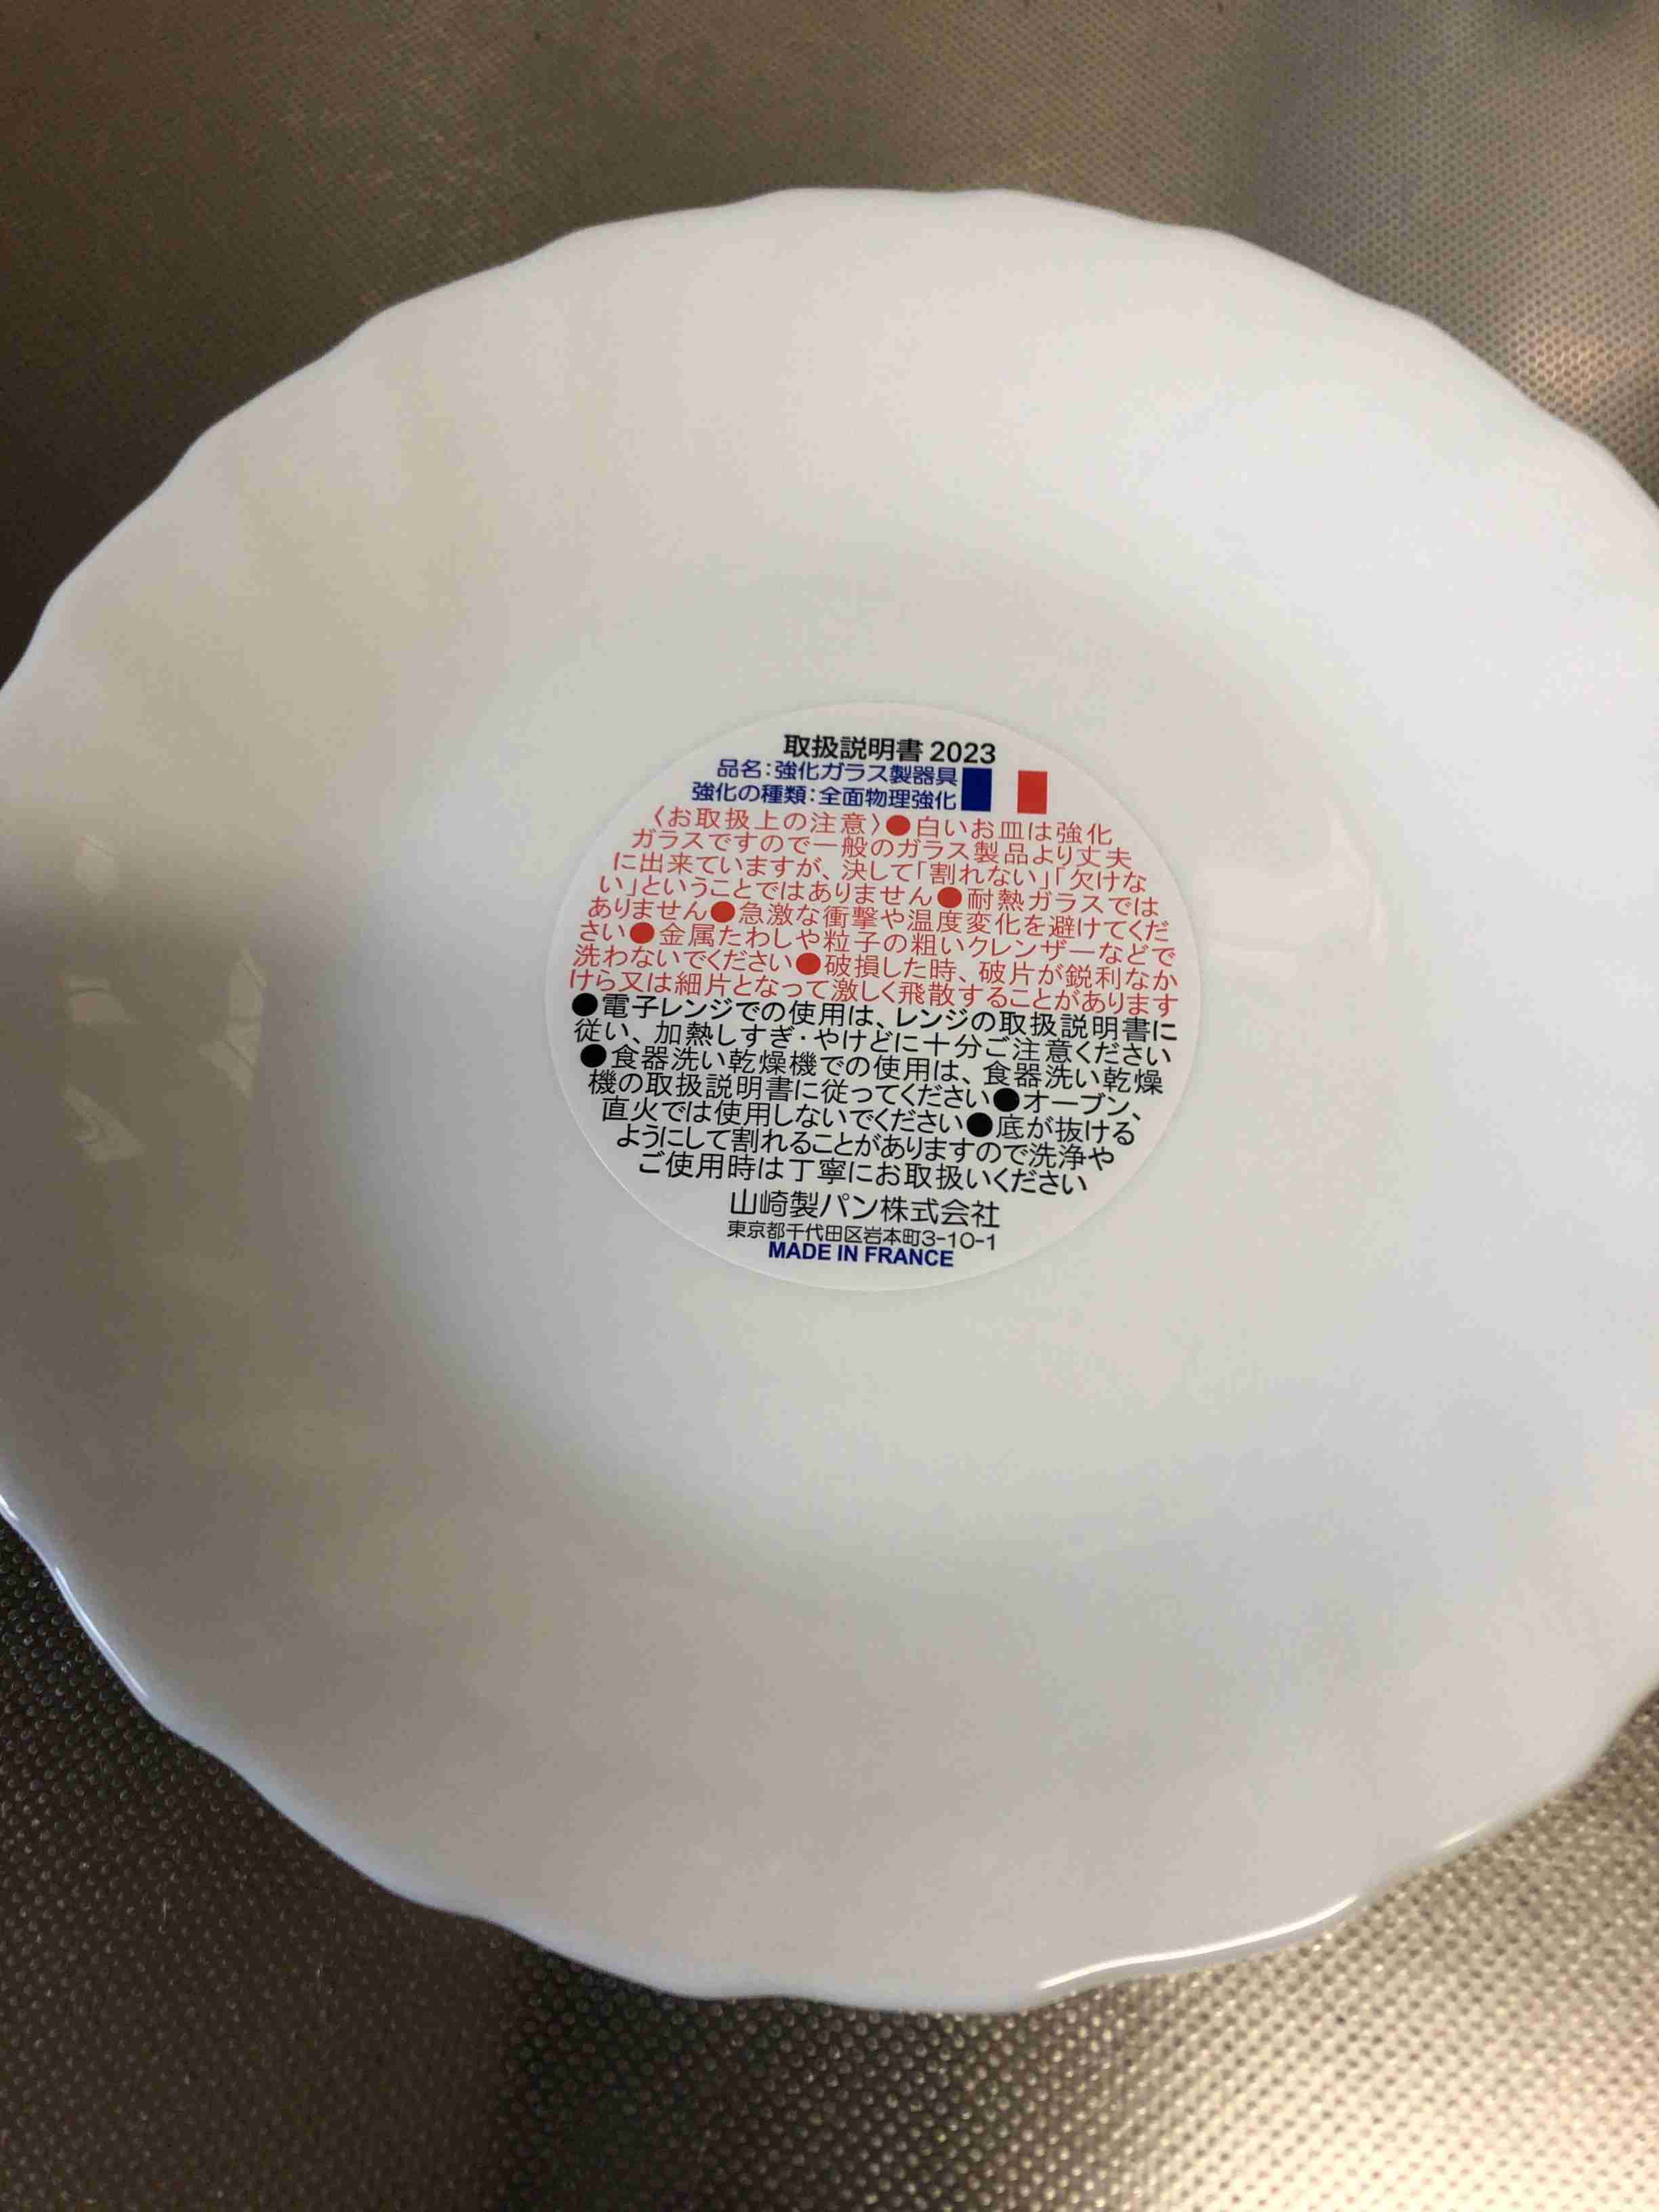 取扱説明書 2023
品名：強化ガラス製器具
強化の種類：全面物理強化
〈お取扱上の注意〉●白いお皿は強化
ガラスですので一般のガラス製品より丈夫
に出来ていますが、決して「割れない」「欠けな
い」ということではありません●耐熱ガラスでは
ありません●急激な衝撃や温度変化を避けてくだ
さい●金属たわしや粒子の粗いクレンザーなどで
洗わないでください●破損した時、破片が鋭利なか
けら又は細片となって激しく飛散することがあります
●電子レンジでの使用は、レンジの取扱説明書に
従い、加熱しすぎ・やけどに十分ご注意ください
●食器洗い乾燥機での使用は、食器洗い乾燥
機の取扱説明書に従ってください●オーブン、
直火では使用しないでください●底が抜ける
ようにして割れることがありますので洗浄や
ご使用時は丁寧にお取扱いください
山崎製パン株式会社
東京都千代田区岩本町3-10-1
MADE IN FRANCE